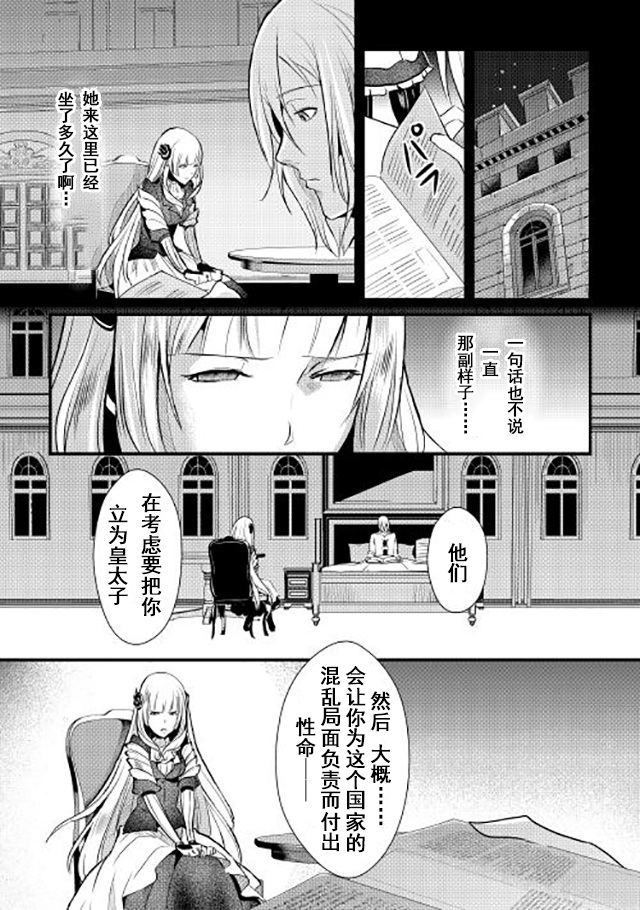 她来这里已经
坐了多久了啊…
一句话也不说
一直
那副样子……
他们
在考虑要把你
立为皇太子
然后 大概……
会让你为这个国家的
混乱局面负责而付出
性命——